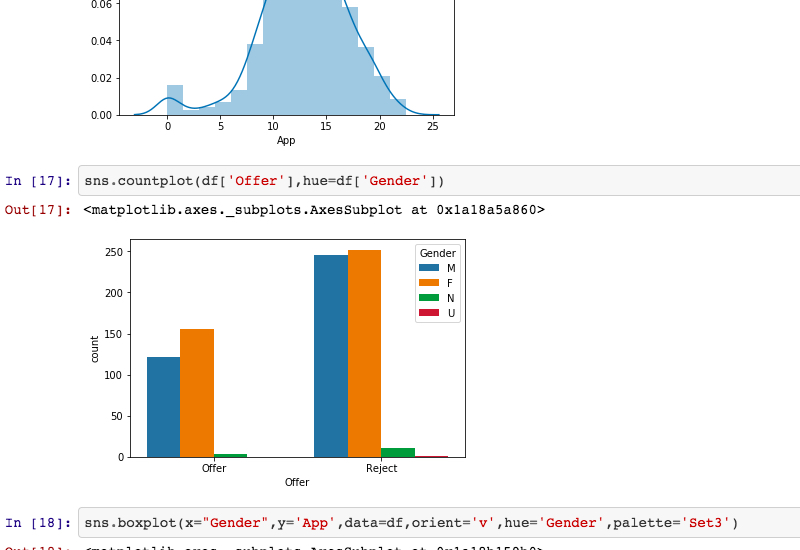 0.06
0.04
0.02
0.00
0 5 10 15 20 25
App
In [17]: sns.countplot(df['Offer'],hue=df['Gender'])
Out[17]: <matplotlib.axes._subplots.AxesSubplot at 0x1a18a5a860>
Gender
M
F
N
U
250
200
150
100
50
0
count
Offer Reject
Offer
In [18]: sns.boxplot(x="Gender",y='App',data=df,orient='v',hue='Gender',palette='Set3')